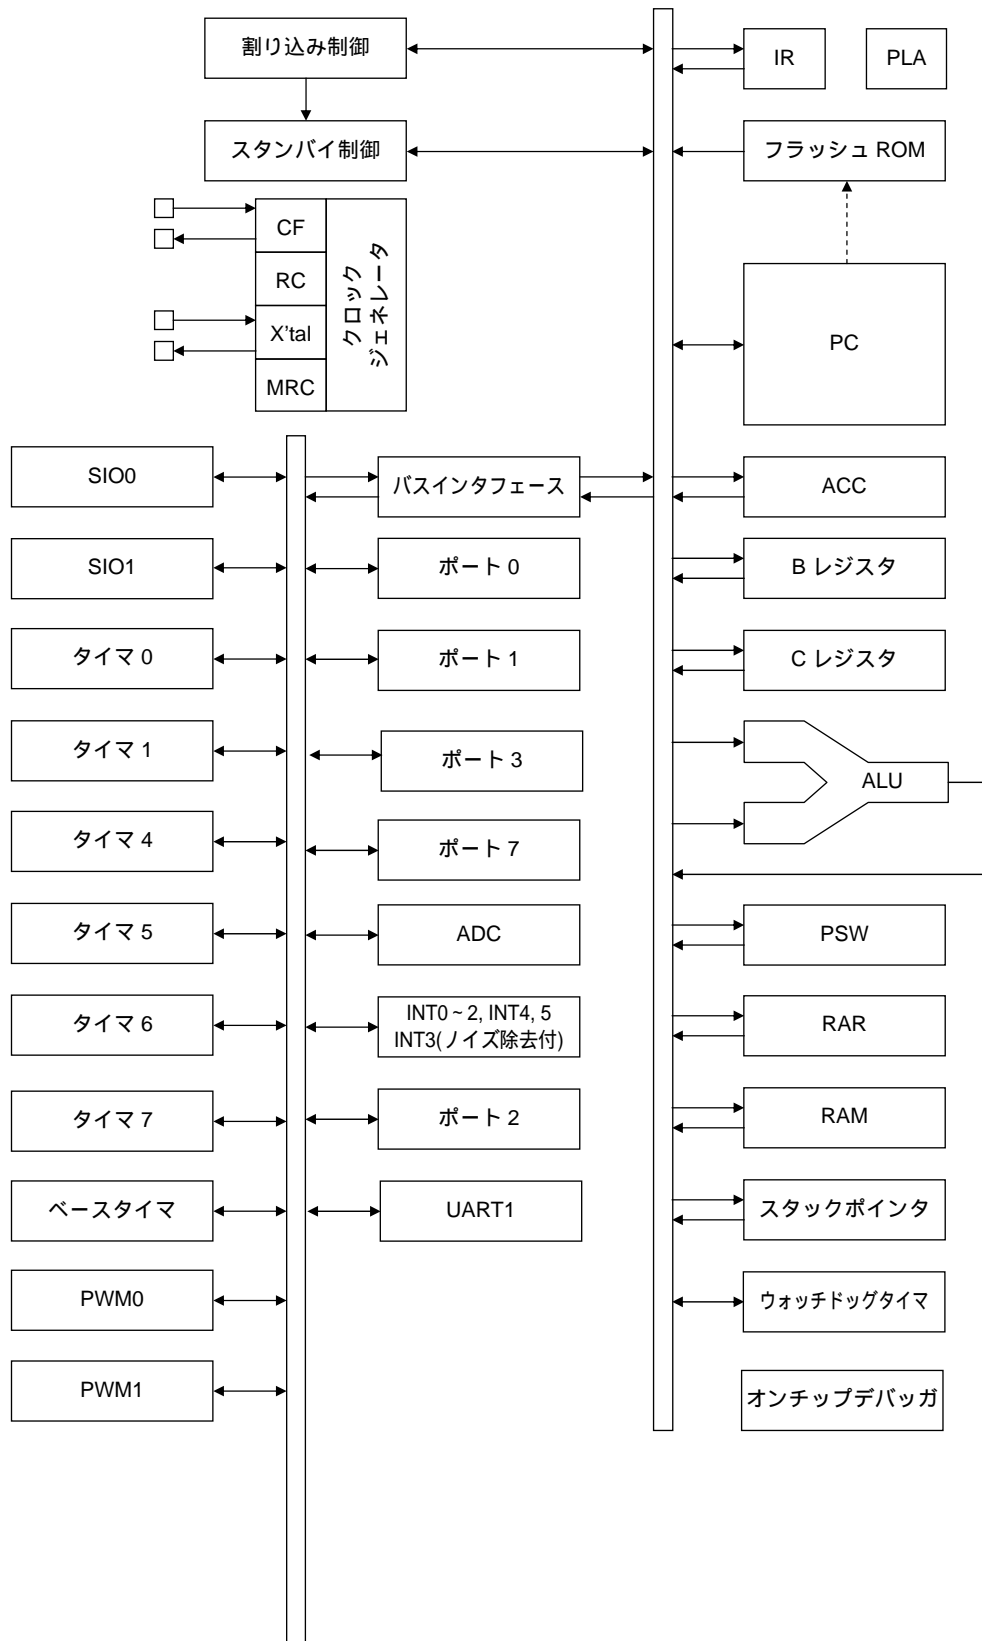 割り込み制御
IR
PLA
スタンバイ制御
フラッシュ ROM
CF
RC
X'tal
MRC
クロック
ジェネレータ
PC
SIO0
バスインタフェース
ACC
SIO1
ポート 0
B レジスタ
タイマ 0
ポート 1
C レジスタ
タイマ 1
ポート 3
ALU
タイマ 4
ポート 7
タイマ 5
ADC
PSW
タイマ 6
INT0 ~ 2, INT4, 5
INT3(ノイズ除去付)
RAR
タイマ 7
ポート 2
RAM
ベースタイマ
UART1
スタックポインタ
PWM0
ウォッチドッグタイマ
PWM1
オンチップデバッガ